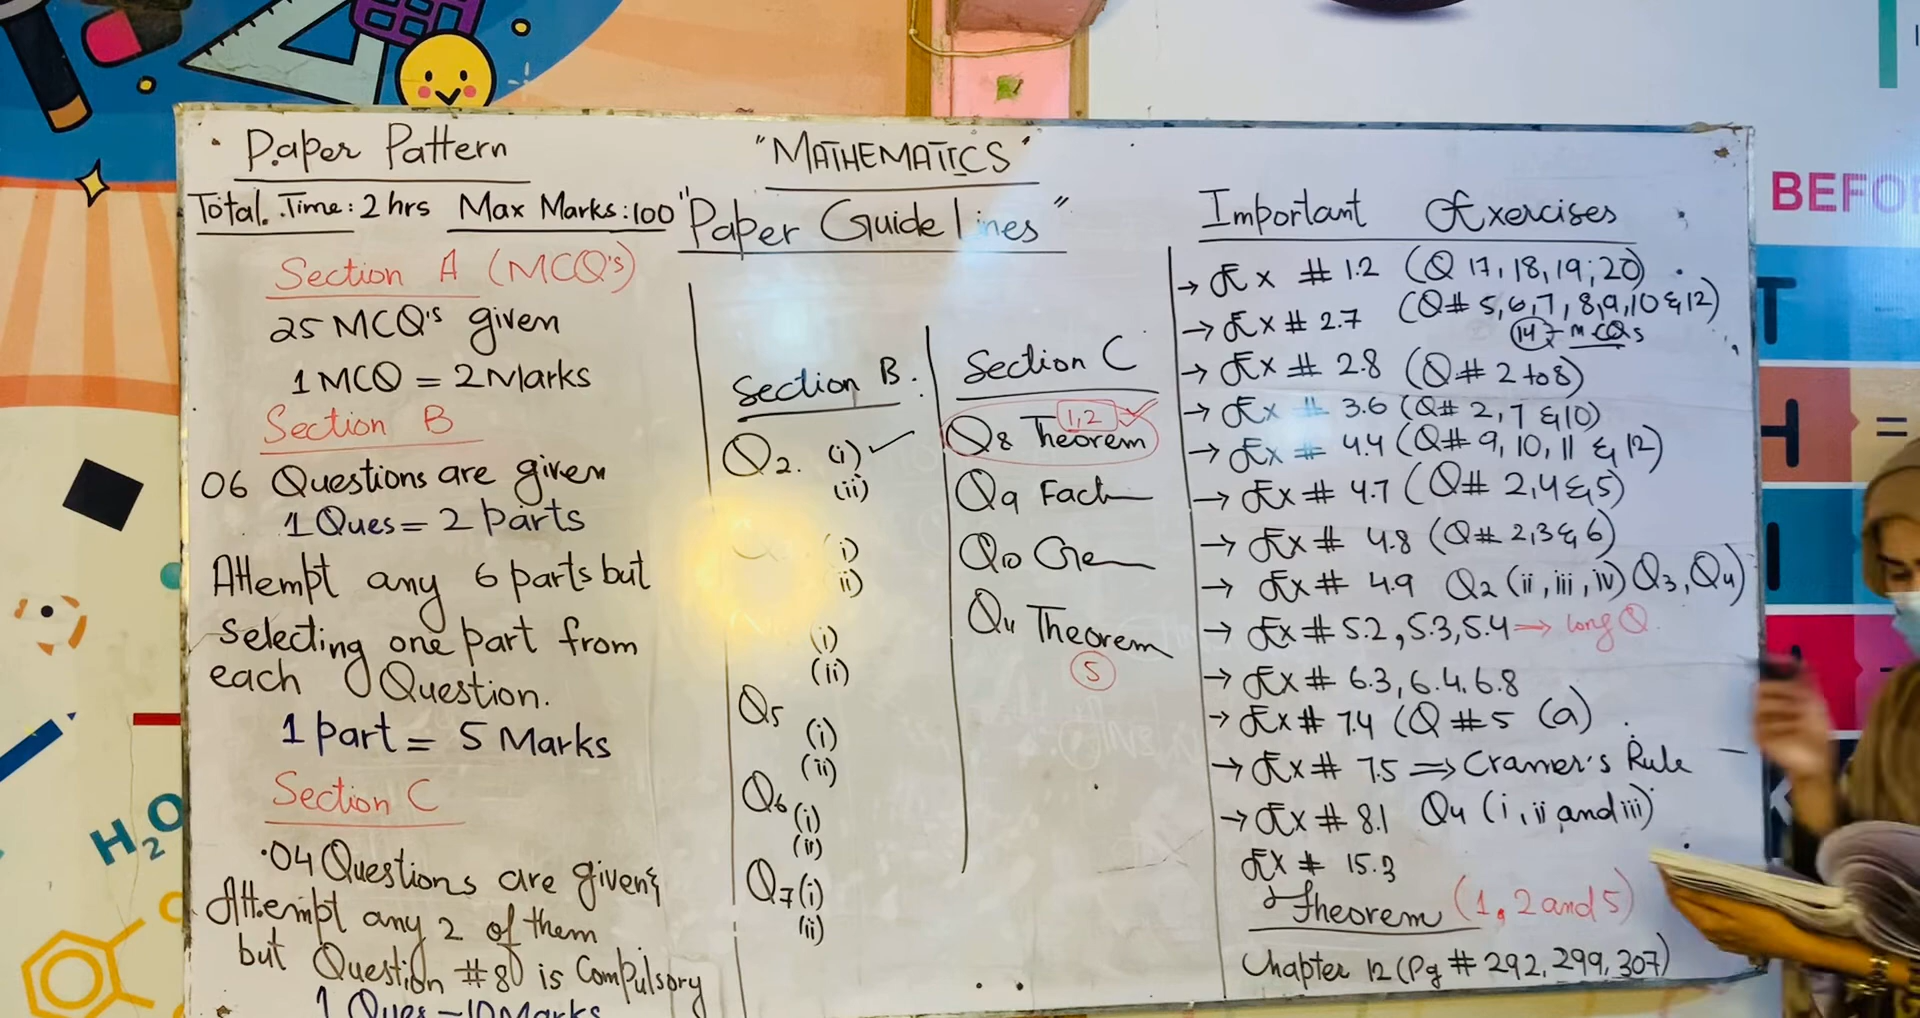 Paper Pattern
Total. Time: 2 hrs Max Marks: 100
Section A (MCQ's)
25 MCQ's given
1 MCQ = 2 Marks
Section B
06 Questions are given
1 Ques = 2 parts
Attempt any 6 parts but
selecting one part from
each Question.
1 part = 5 Marks
Section C
04 Questions are given &
Attempt any 2 of them
but Question #8 is Compulsory
1 Ques = 10 Marks
"MATHEMATICS"
"Paper Guide lines"
Section B.
Q2. (i)
(ii)
(i)
(ii)
(i)
(ii)
Q5
(i)
(ii)
Q6
(i)
(ii)
Q7 (i)
(ii)
Section C
1,2
Q8 Theorem
Q9 Fact
Q10 Ge
Q11 Theorem
5
Important Exercises
→ Ex # 1.2 (Q 17, 18, 19, 20)
→ Ex # 2.7 (Q# 5, 6, 7, 8, 9, 10 & 12)
14 - MCQs
→ Ex # 2.8 (Q.# 2 to 8)
→ Ex # 3.6 (Q# 2, 7 & 10)
→ Ex # 4.4 (Q# 9, 10, 11 & 12)
→ Ex # 4.7 (Q# 2, 4 & 5)
→ Ex # 4.8 (Q# 2, 3 & 6)
→ Ex # 4.9 Q2 (ii, iii, iv) Q3, Q4)
→ Ex # 5.2, 5.3, 5.4 → long Q
→ Ex # 6.3, 6.4, 6.8
→ Ex # 7.4 (Q #5 (a)
→ Ex # 7.5 ⇒ Cramer's Rule
→ Ex # 8.1 Q4 (i, ii and iii)
Ex # 15.3
Theorem (1, 2 and 5)
Chapter 12 (Pg # 292, 299, 307)
H2O
BEFO
T
H =
I